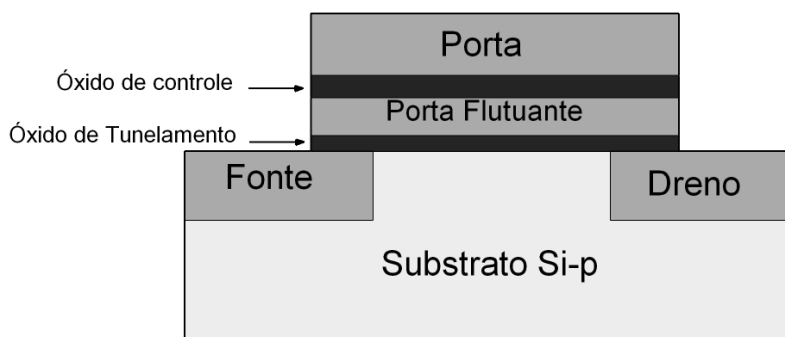 Porta
Óxido de controle
Porta Flutuante
Óxido de Tunelamento
Fonte
Dreno
Substrato Si-p